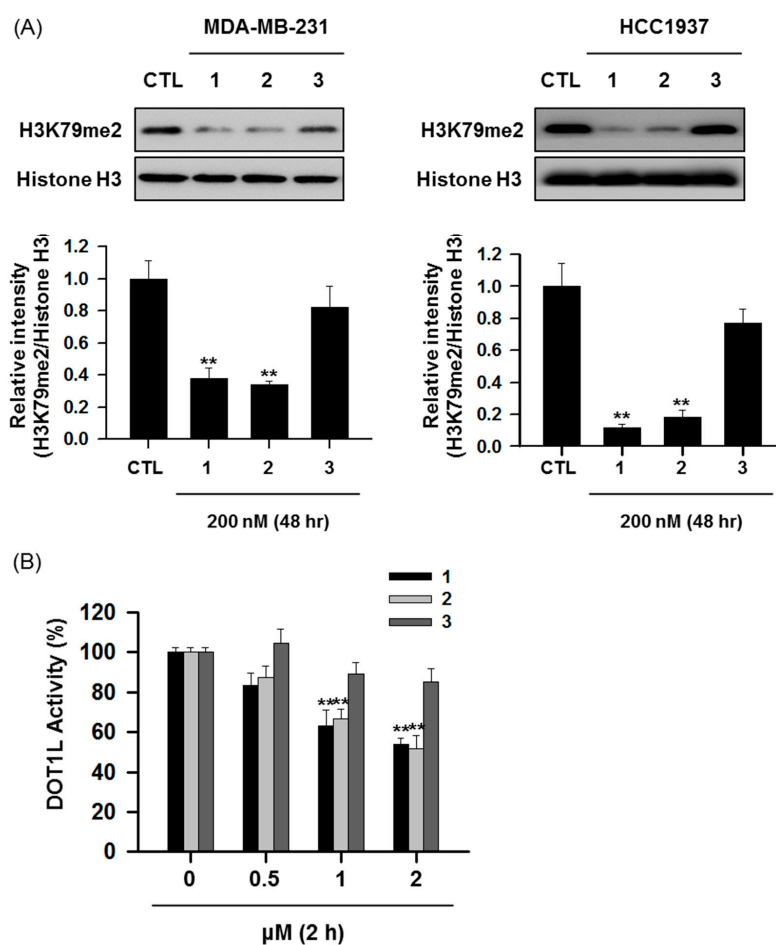 (A)
MDA-MB-231
CTL 1 2 3
H3K79me2
Histone H3
Relative intensity
(H3K79me2/Histone H3)
1.2
1.0
0.8
0.6
0.4
0.2
0.0
** **
CTL 1 2 3
200 nM (48 hr)
HCC1937
CTL 1 2 3
H3K79me2
Histone H3
Relative intensity
(H3K79me2/Histone H3)
1.2
1.0
0.8
0.6
0.4
0.2
0.0
** **
CTL 1 2 3
200 nM (48 hr)
(B)
1
2
3
DOT1L Activity (%)
120
100
80
60
40
20
0
**** ****
0 0.5 1 2
µM (2 h)